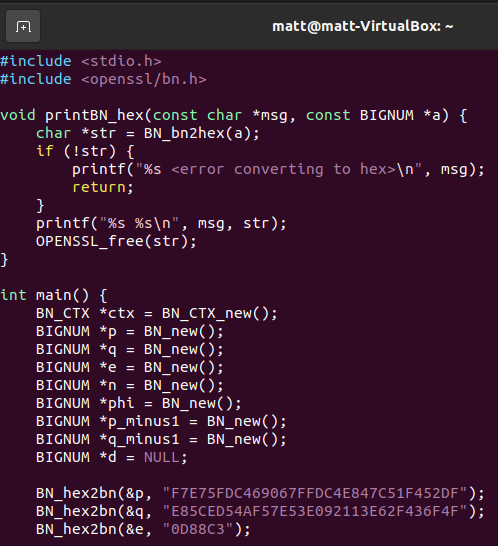 matt@matt-VirtualBox: ~
#include <stdio.h>
#include <openssl/bn.h>
void printBN_hex(const char *msg, const BIGNUM *a) {
    char *str = BN_bn2hex(a);
    if (!str) {
        printf("%s <error converting to hex>\n", msg);
        return;
    }
    printf("%s %s\n", msg, str);
    OPENSSL_free(str);
}
int main() {
    BN_CTX *ctx = BN_CTX_new();
    BIGNUM *p = BN_new();
    BIGNUM *q = BN_new();
    BIGNUM *e = BN_new();
    BIGNUM *n = BN_new();
    BIGNUM *phi = BN_new();
    BIGNUM *p_minus1 = BN_new();
    BIGNUM *q_minus1 = BN_new();
    BIGNUM *d = NULL;
    BN_hex2bn(&p, "F7E75FDC469067FFDC4E847C51F452DF");
    BN_hex2bn(&q, "E85CED54AF57E53E092113E62F436F4F");
    BN_hex2bn(&e, "0D88C3");